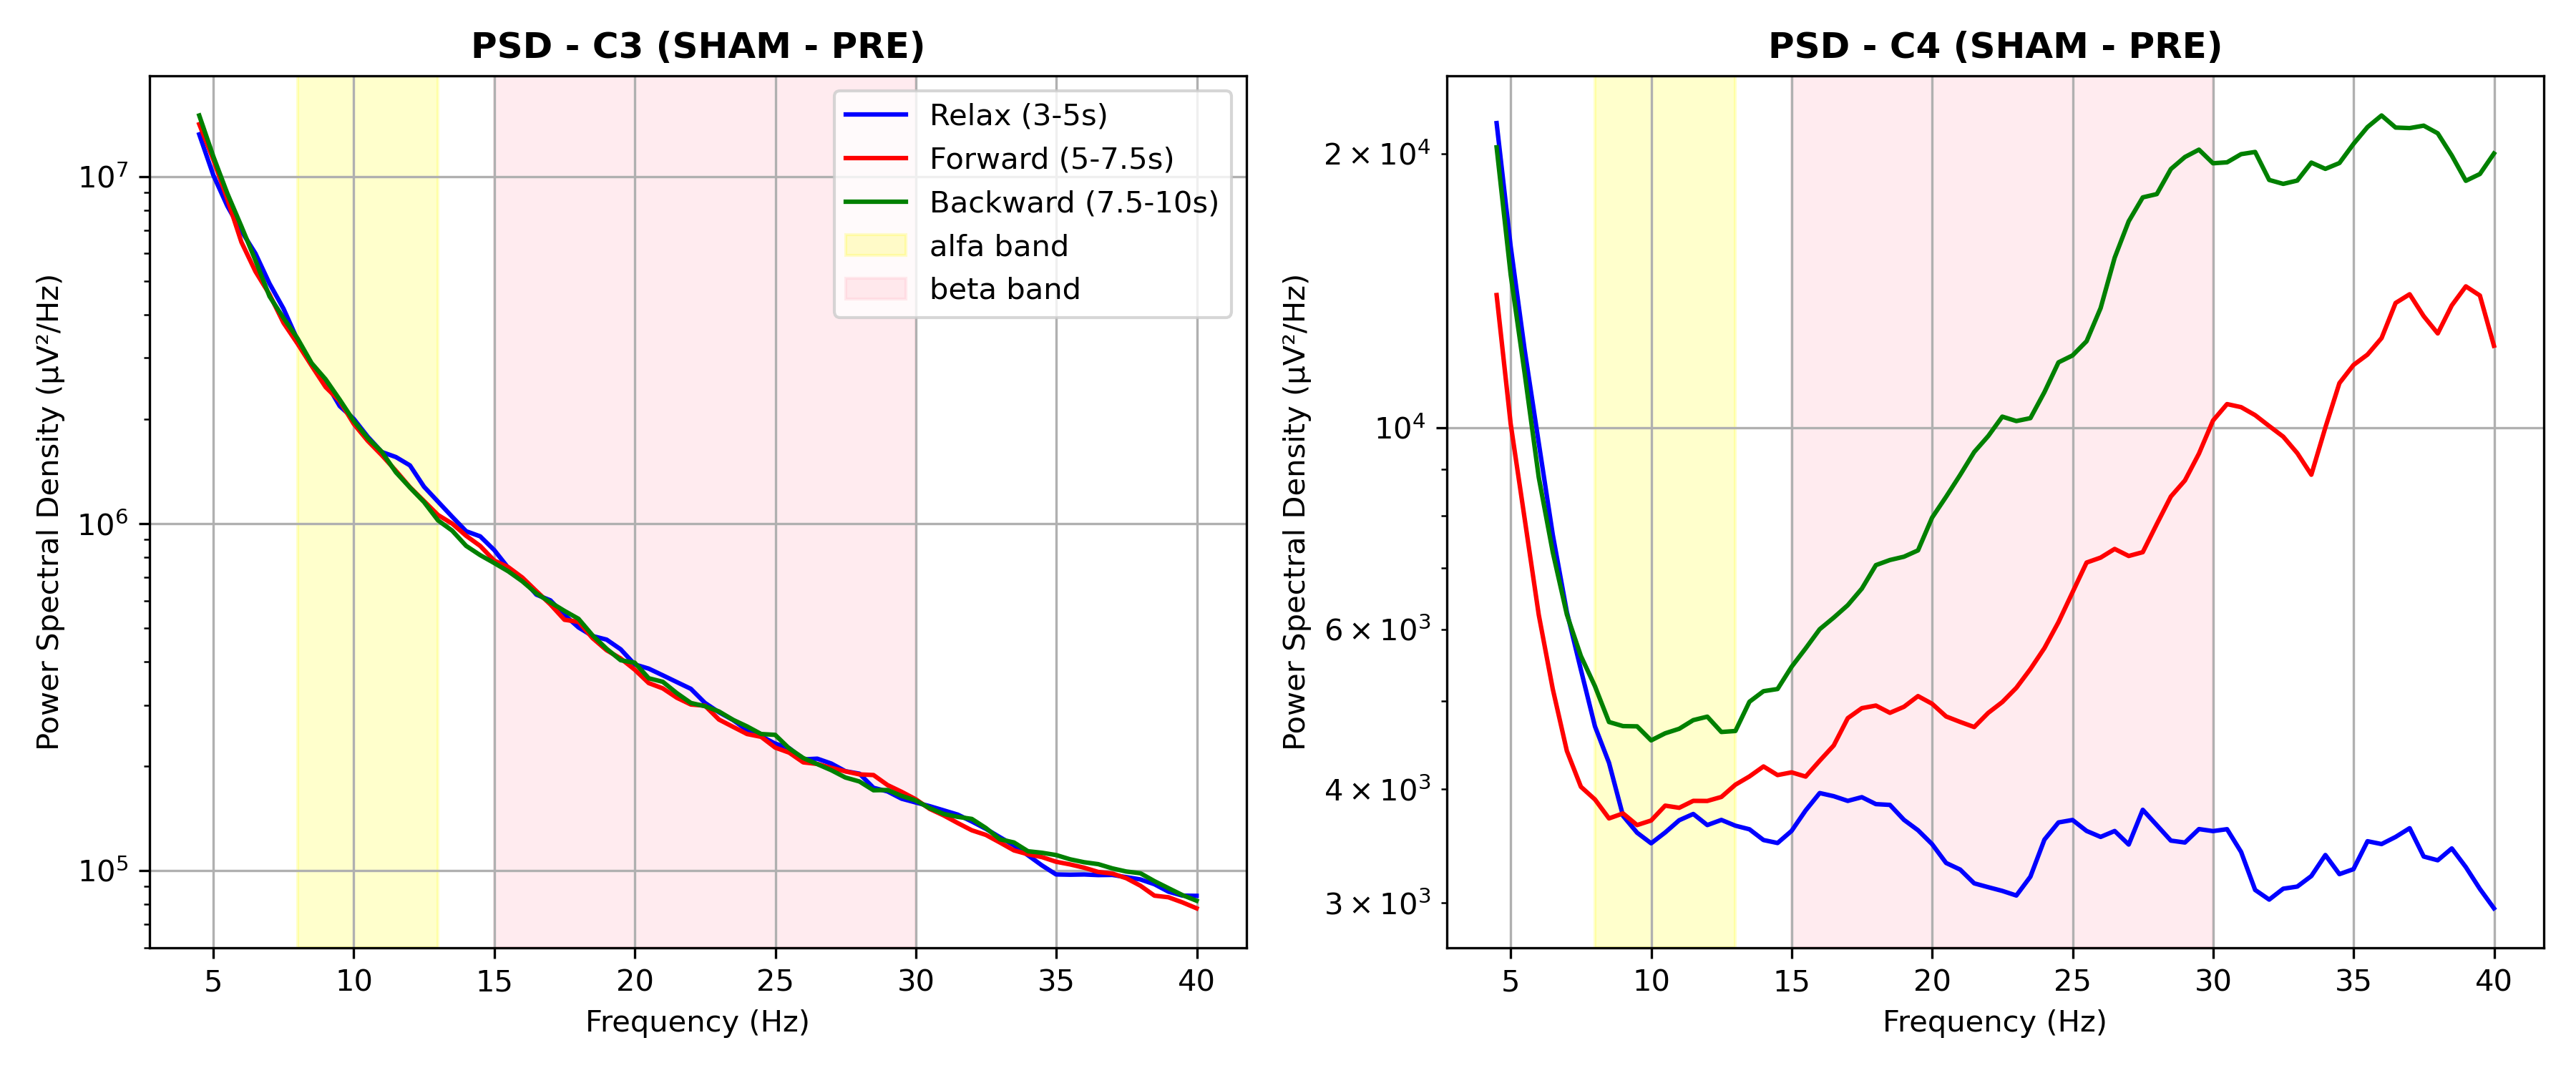 PSD - C3 (SHAM - PRE)
Power Spectral Density (µV²/Hz)
10⁷
10⁶
10⁵
5 10 15 20 25 30 35 40
Frequency (Hz)
Relax (3-5s)
Forward (5-7.5s)
Backward (7.5-10s)
alfa band
beta band
PSD - C4 (SHAM - PRE)
Power Spectral Density (µV²/Hz)
2 × 10⁴
10⁴
6 × 10³
4 × 10³
3 × 10³
5 10 15 20 25 30 35 40
Frequency (Hz)